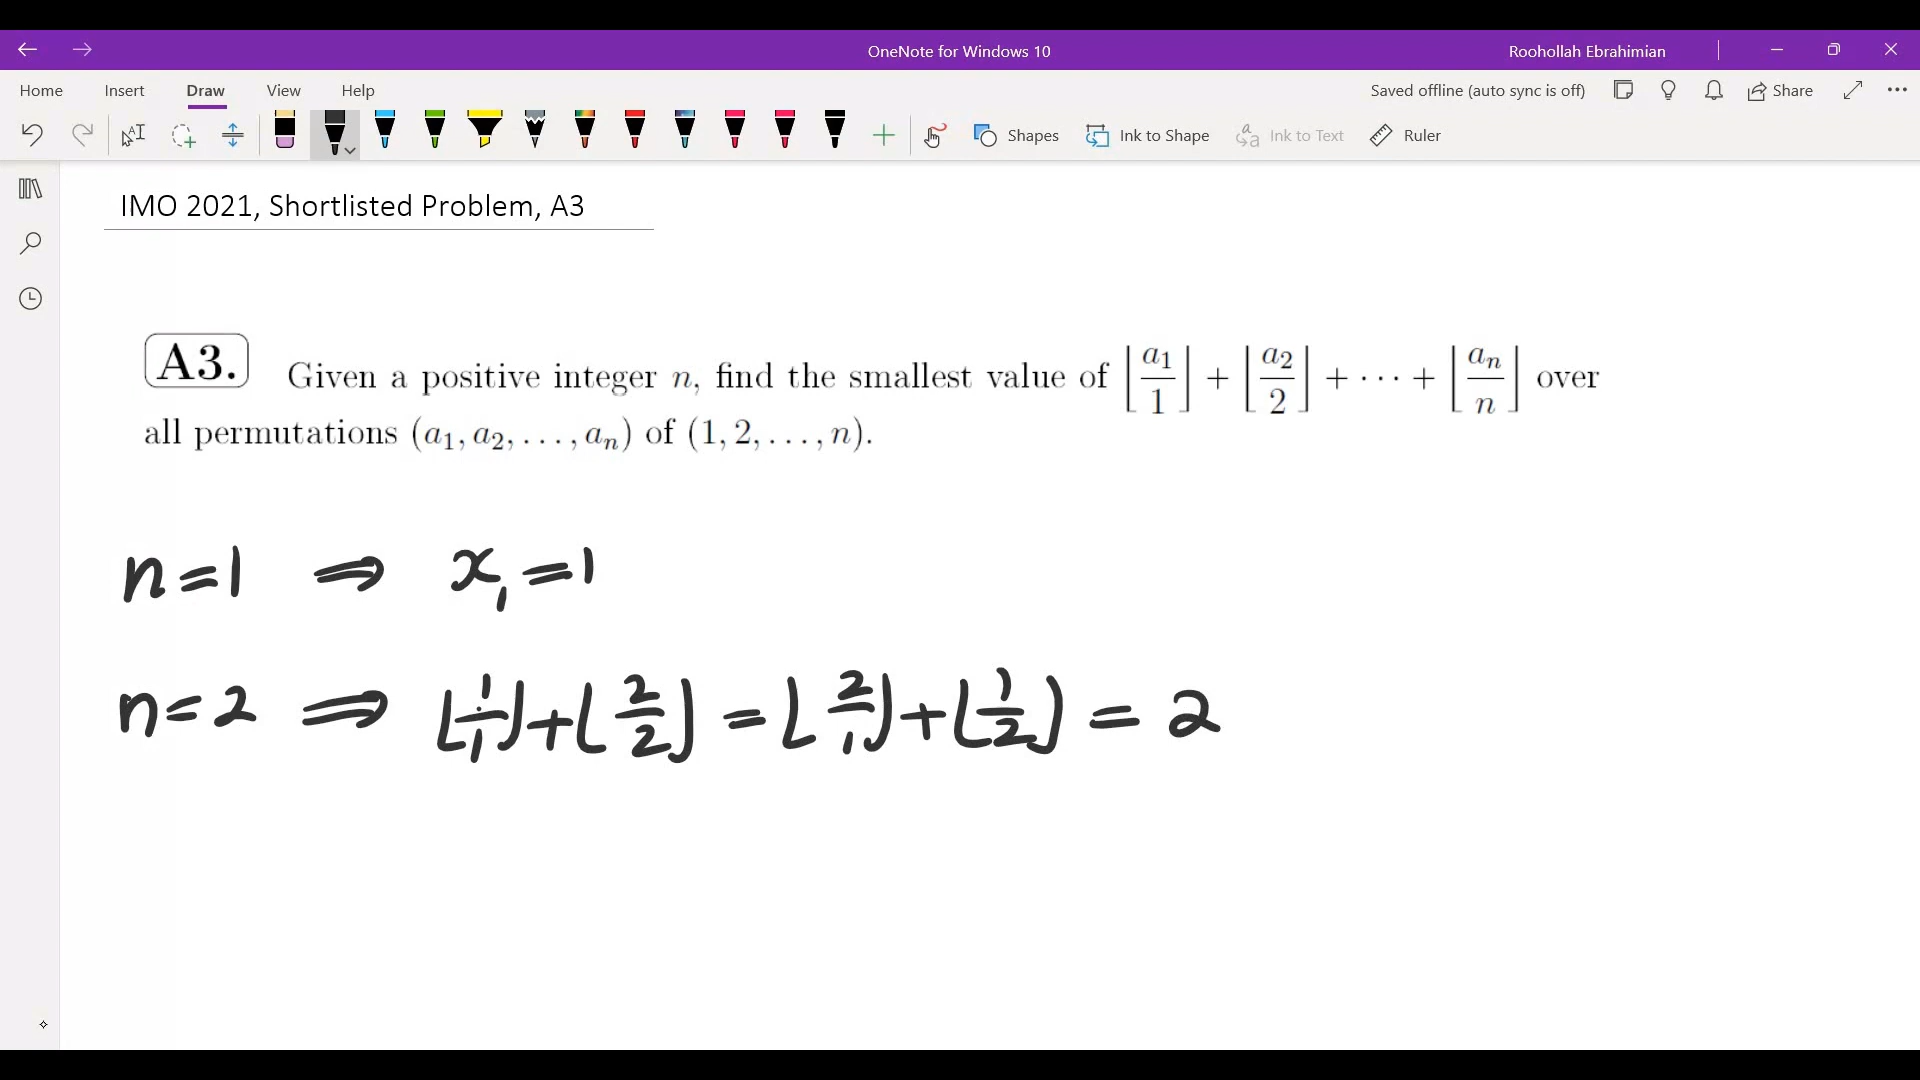 OneNote for Windows 10
Roohollah Ebrahimian
Home Insert Draw View Help
Saved offline (auto sync is off) Share
Shapes Ink to Shape Ink to Text Ruler
IMO 2021, Shortlisted Problem, A3
A3. Given a positive integer n, find the smallest value of ⌊a₁/1⌋ + ⌊a₂/2⌋ + ··· + ⌊aₙ/n⌋ over
all permutations (a₁, a₂, ..., aₙ) of (1, 2, ..., n).
n=1 ⇒ x₁=1
n=2 ⇒ ⌊1/1⌋+⌊2/2⌋=⌊2/1⌋+⌊1/2⌋=2